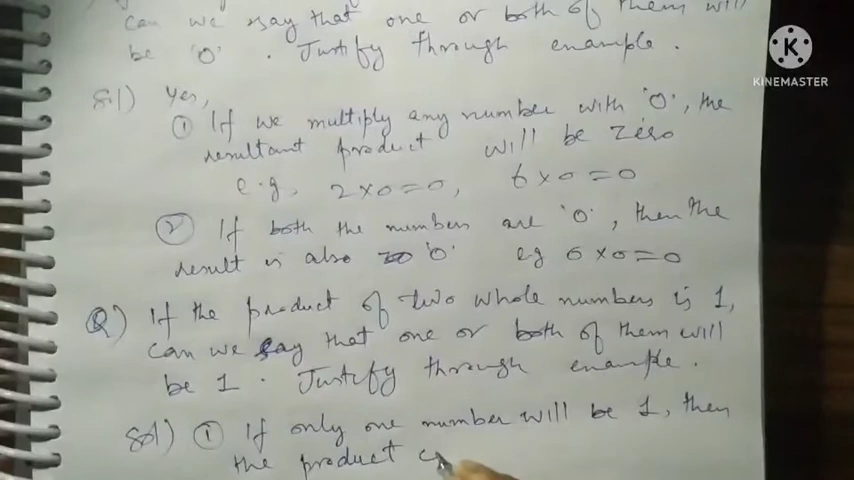 can we say that one or both of them will
be '0'. Justify through example.
Sol) Yes,
① If we multiply any number with '0', the
resultant product will be zero
e.g, 2×0=0, 6×0=0
② If both the numbers are '0', then the
result is also '0' eg 0×0=0
Q) If the product of two whole numbers is 1,
can we say that one or both of them will
be 1. Justify through example.
Sol) ① If only one number will be 1, then
the product
K
KINEMASTER